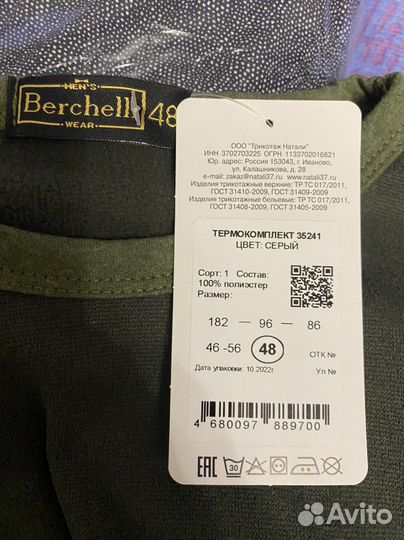 MEN'S
Berchelli 48
WEAR
ООО "Трикотаж Натали"
ИНН 3702703225 ОГРН 1133702016821
Юр. адрес: Россия 153043, г. Иваново,
ул. Калашникова, д. 28
e-mail: zakaz@natali37.ru www.natali37.ru
Изделия трикотажные верхние: ТР ТС 017/2011,
ГОСТ 31410-2009, ГОСТ 31409-2009
Изделия трикотажные бельевые: ТР ТС 017/2011,
ГОСТ 31408-2009, ГОСТ 31405-2009
ТЕРМОКОМПЛЕКТ 35241
ЦВЕТ: СЕРЫЙ
Сорт: 1 Состав:
100% полиэстер
Размер:
182 — 96 — 86
46 -56 48 ОТК №
Дата упаковки: 10.2022г Уп №
4 680097 889700
EAC 30
Avito